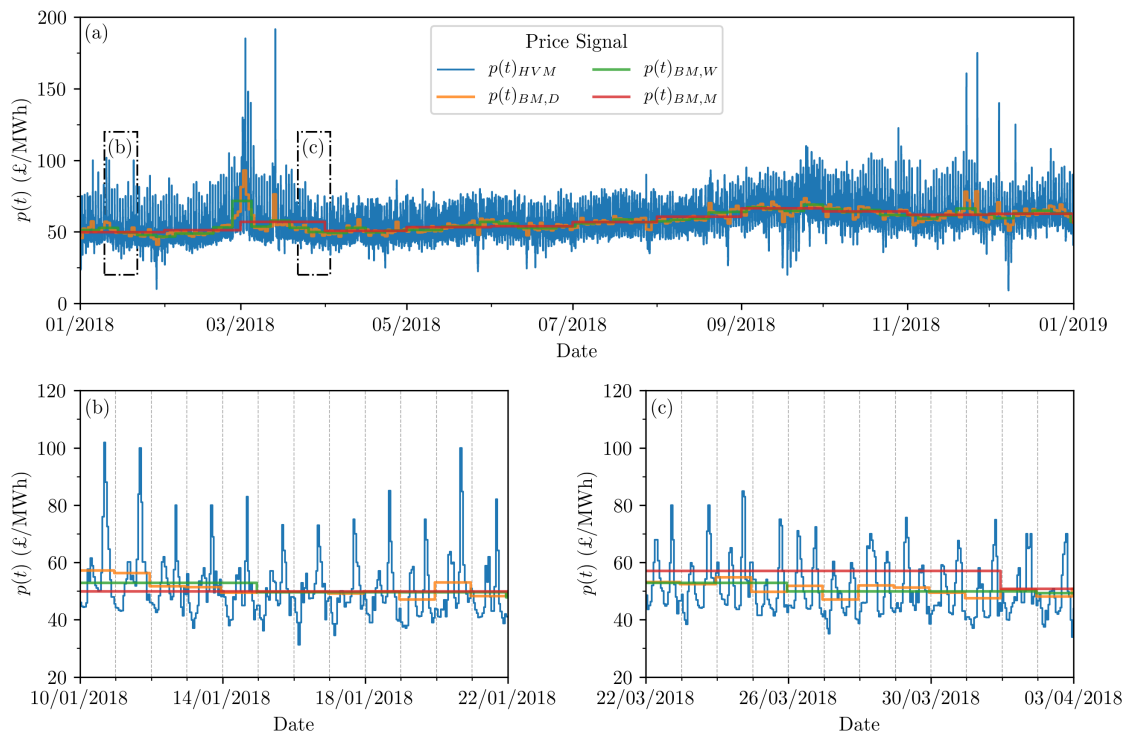 (a)
Price Signal
p(t)HVM
p(t)BM,W
p(t)BM,D
p(t)BM,M
200
150
100
50
0
p(t) (£/MWh)
(b)
(c)
01/2018
03/2018
05/2018
07/2018
09/2018
11/2018
01/2019
Date
(b)
120
100
80
60
40
20
p(t) (£/MWh)
10/01/2018
14/01/2018
18/01/2018
22/01/2018
Date
(c)
120
100
80
60
40
20
p(t) (£/MWh)
22/03/2018
26/03/2018
30/03/2018
03/04/2018
Date